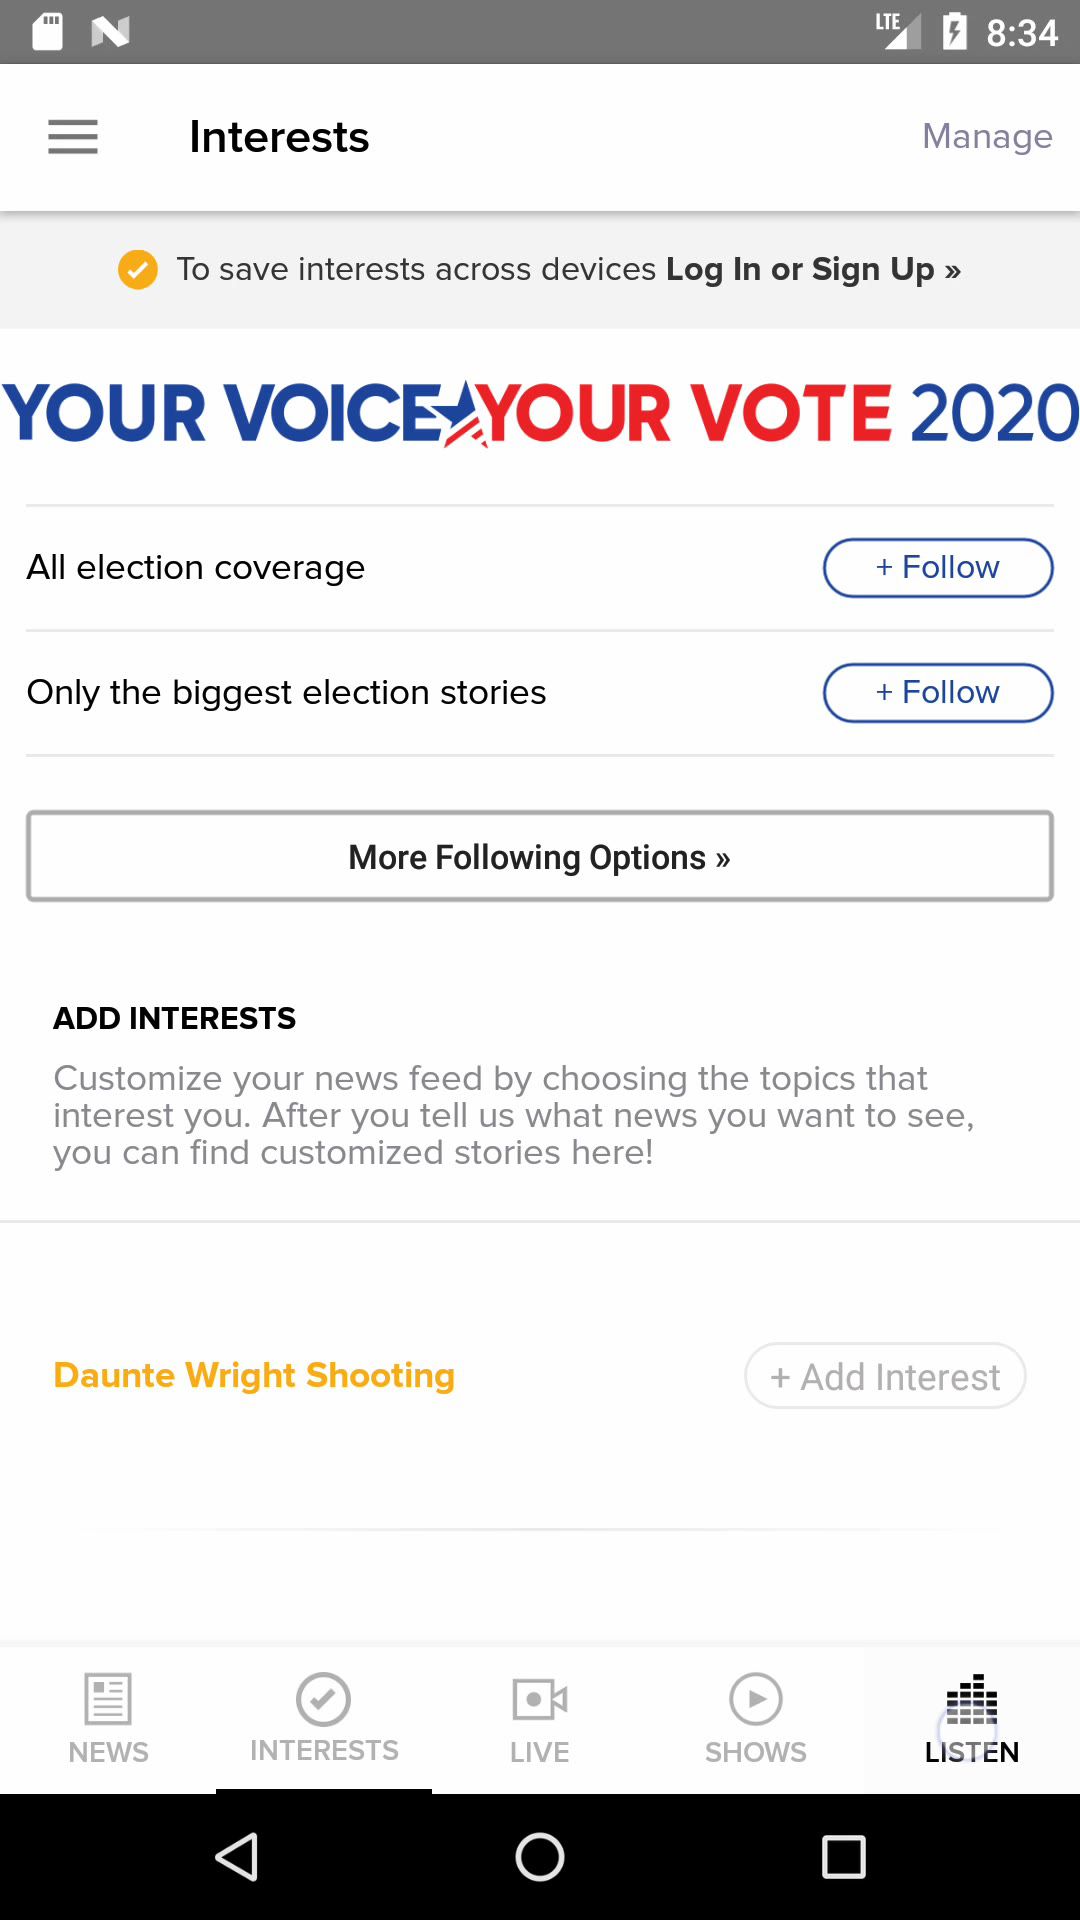 LTE 8:34
Interests
Manage
To save interests across devices Log In or Sign Up »
YOUR VOICE YOUR VOTE 2020
All election coverage
+ Follow
Only the biggest election stories
+ Follow
More Following Options »
ADD INTERESTS
Customize your news feed by choosing the topics that
interest you. After you tell us what news you want to see,
you can find customized stories here!
Daunte Wright Shooting
+ Add Interest
NEWS
INTERESTS
LIVE
SHOWS
LISTEN